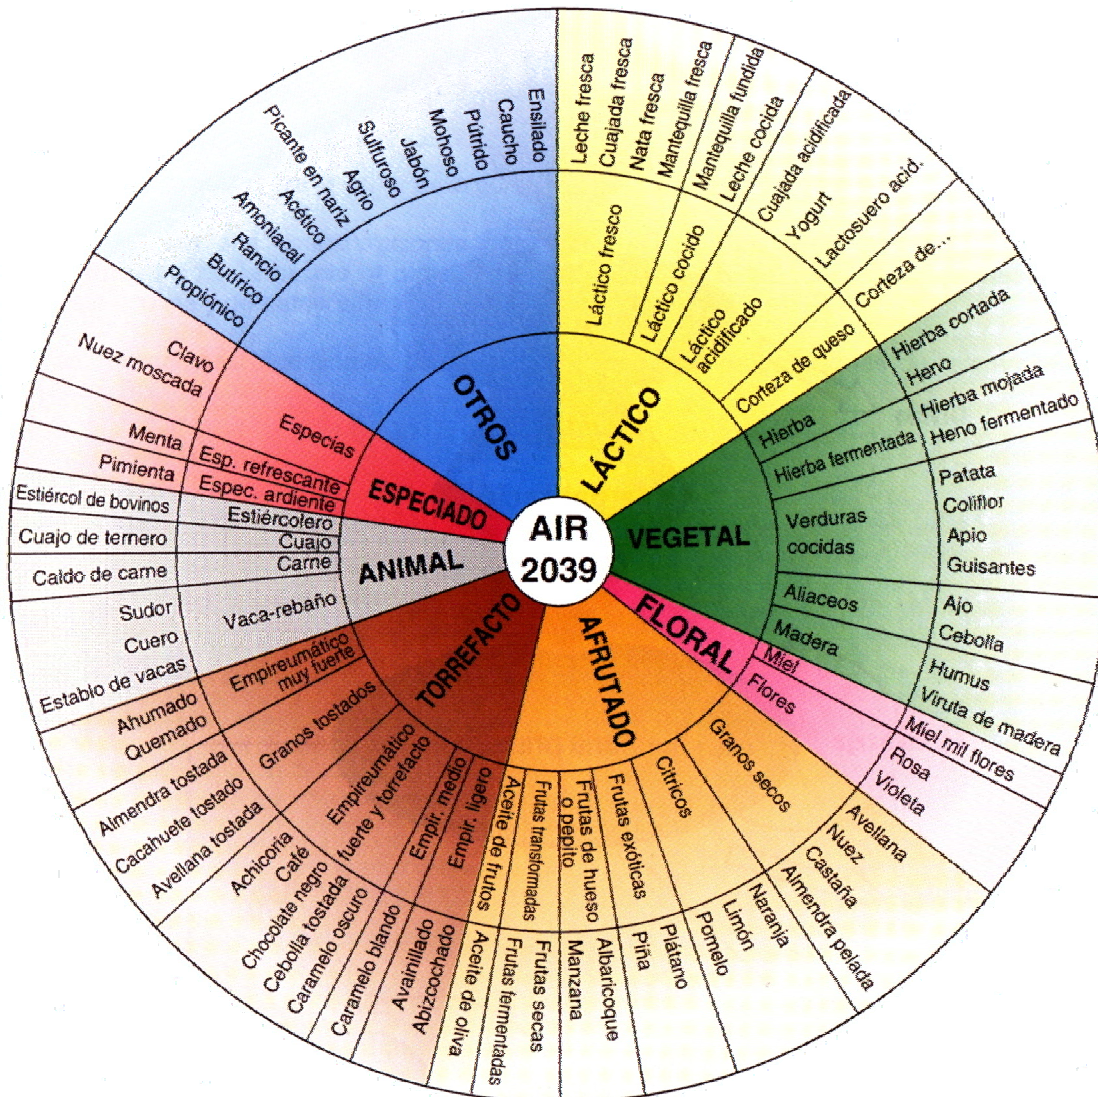 AIR
2039
LÁCTICO
Láctico fresco
Leche fresca
Cuajada fresca
Nata fresca
Mantequilla fresca
Láctico cocido
Mantequilla fundida
Leche cocida
Láctico
acidificado
Cuajada acidificada
Yogurt
Lactosuero acid.
Corteza de queso
Corteza de...
VEGETAL
Hierba
Hierba cortada
Heno
Hierba fermentada
Hierba mojada
Heno fermentado
Verduras
cocidas
Patata
Coliflor
Apio
Guisantes
Aliaceos
Ajo
Cebolla
Madera
Humus
Viruta de madera
FLORAL
Miel
Miel mil flores
Flores
Rosa
Violeta
AFRUTADO
Granos secos
Avellana
Nuez
Castaña
Almendra pelada
Cítricos
Naranja
Limón
Pomelo
Frutas exóticas
Plátano
Piña
Frutas de hueso
o pepito
Albaricoque
Manzana
Frutas transformadas
Frutas secas
Frutas fermentadas
Aceite de frutos
Aceite de oliva
TORREFACTO
Empir. ligero
Abizcochado
Avainillado
Empir. medio
Caramelo blando
Empireumático
fuerte y torrefacto
Caramelo oscuro
Cebolla tostada
Chocolate negro
Café
Achicoria
Granos tostados
Avellana tostada
Cacahuete tostado
Almendra tostada
Empireumático
muy fuerte
Quemado
Ahumado
ANIMAL
Vaca-rebaño
Establo de vacas
Cuero
Sudor
Carne
Caldo de carne
Cuajo
Cuajo de ternero
Estiércolero
Estiércol de bovinos
ESPECIADO
Espec. ardiente
Pimienta
Esp. refrescante
Menta
Especias
Nuez moscada
Clavo
OTROS
Propiónico
Butírico
Rancio
Amoniacal
Acético
Picante en nariz
Agrio
Sulfuroso
Jabón
Mohoso
Pútrido
Caucho
Ensilado